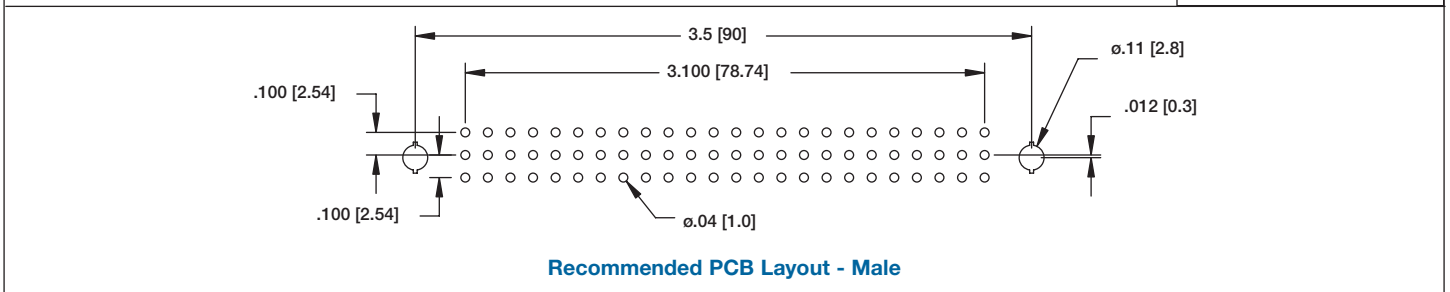 3.5 [90]
ø.11 [2.8]
3.100 [78.74]
.100 [2.54]
.012 [0.3]
.100 [2.54]
ø.04 [1.0]
Recommended PCB Layout - Male